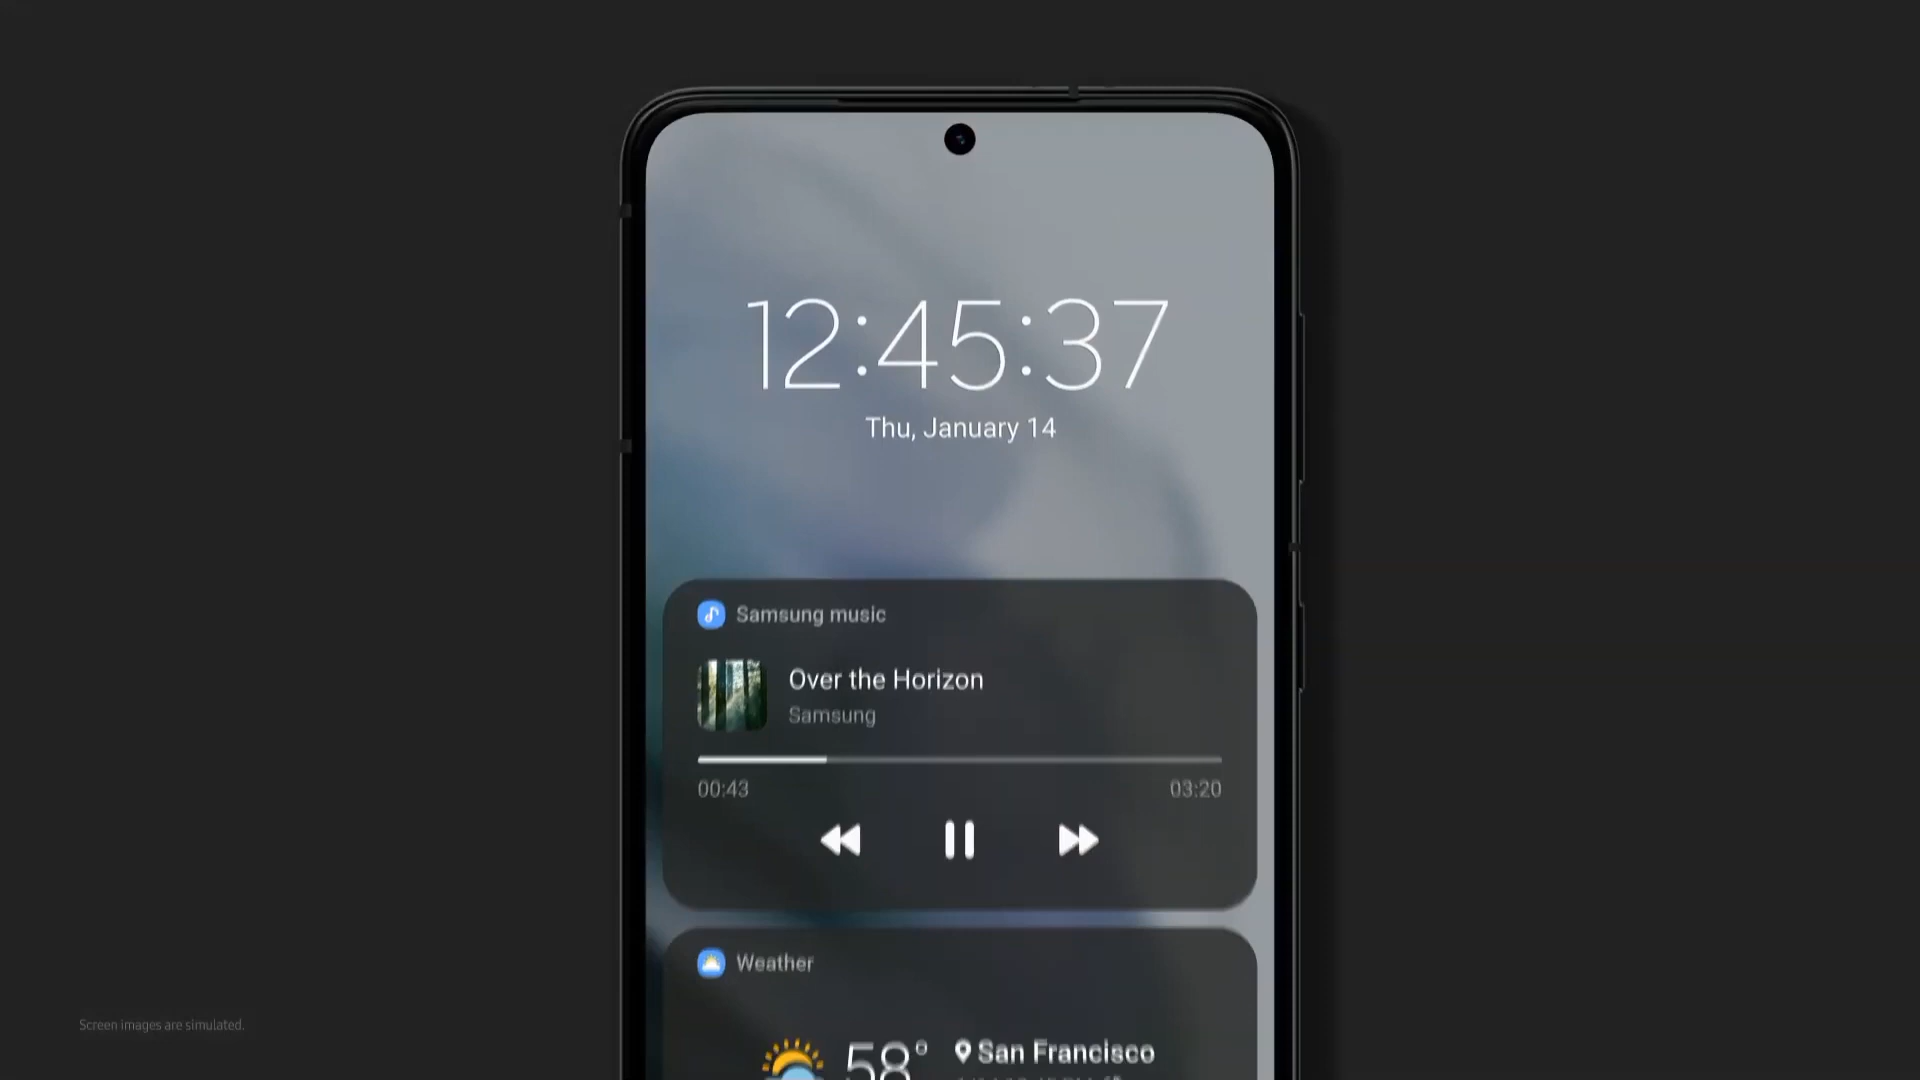 12:45:37
Thu, January 14
Samsung music
Over the Horizon
Samsung
00:43
03:20
Weather
58°
San Francisco
Screen images are simulated.